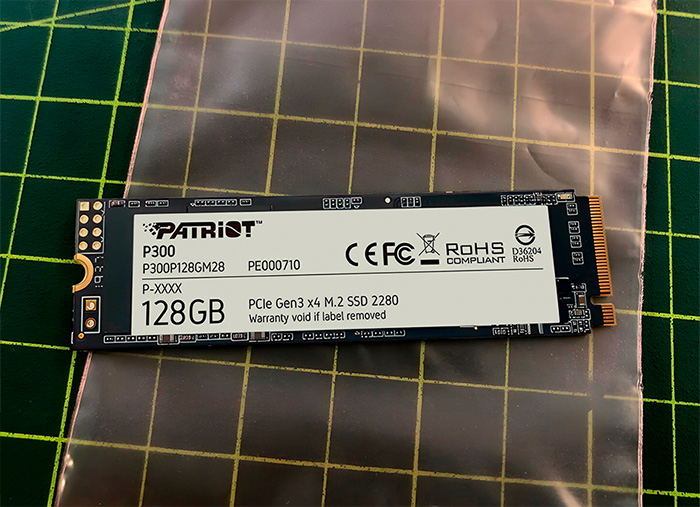 PATRIOT™
P300
P300P128GM28 PE000710
P-XXXX
128GB
PCIe Gen3 x4 M.2 SSD 2280
Warranty void if label removed
CE FC
RoHS
COMPLIANT
D36204
RoHS